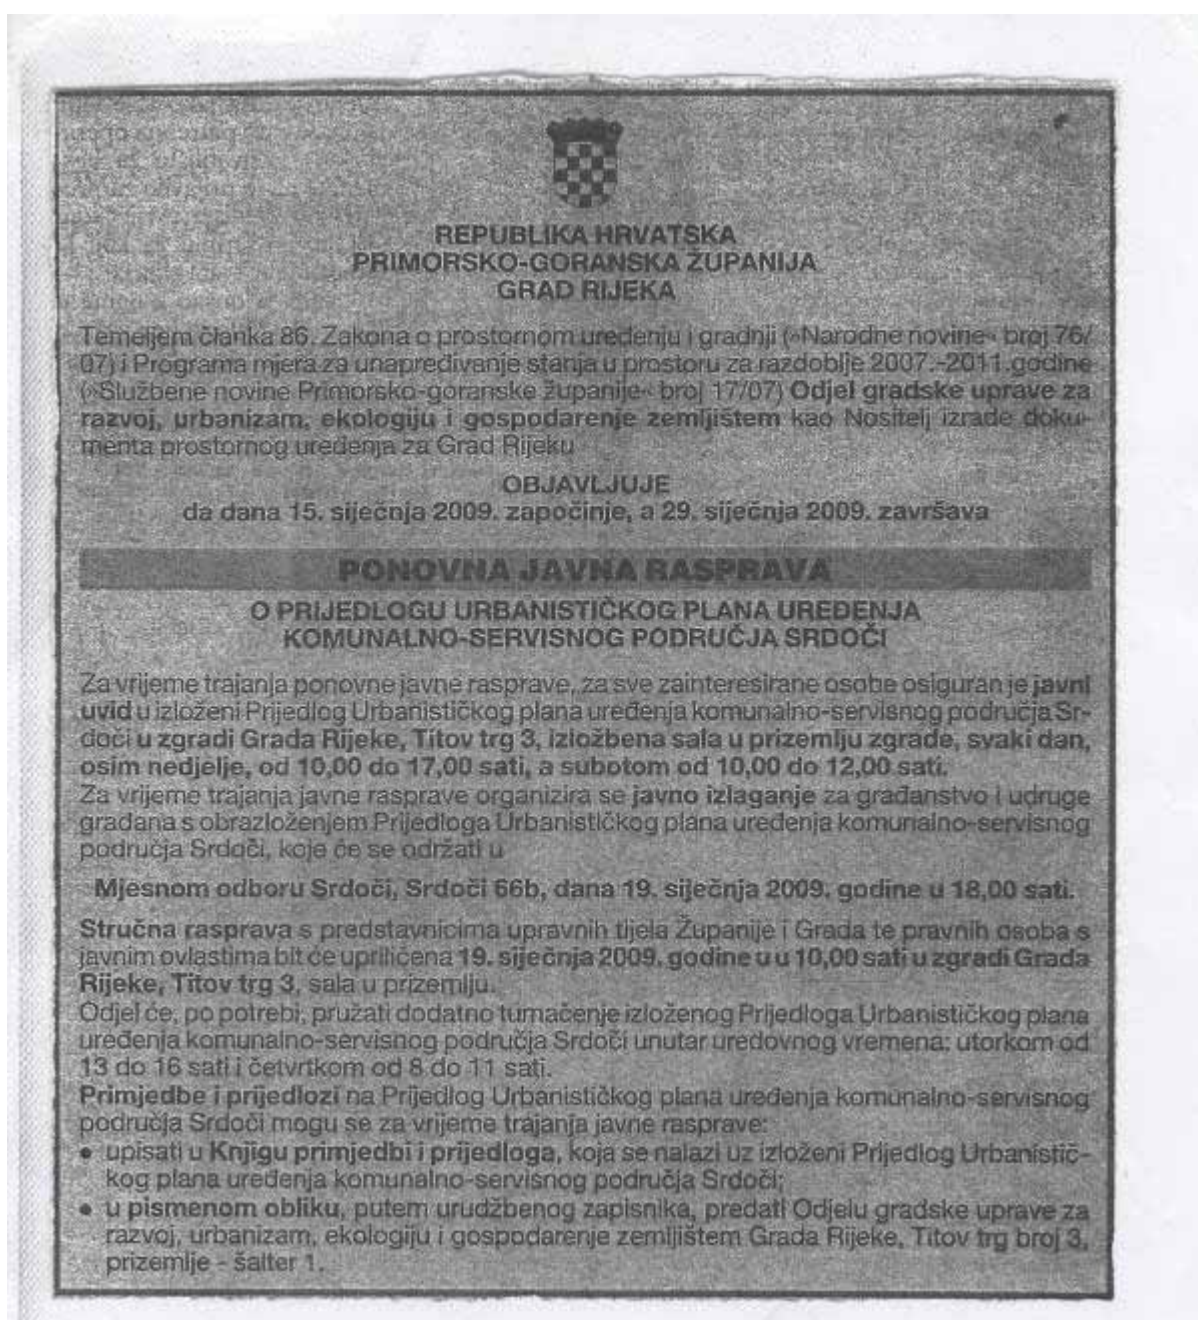 REPUBLIKA HRVATSKA
PRIMORSKO-GORANSKA ŽUPANIJA
GRAD RIJEKA
Temeljem članka 86. Zakona o prostornom uređenju i gradnji (»Narodne novine« broj 76/
07) i Programa mjera za unapređivanje stanja u prostoru za razdoblje 2007.-2011.godine
(»Službene novine Primorsko-goranske županije« broj 17/07) Odjel gradske uprave za
razvoj, urbanizam, ekologiju i gospodarenje zemljištem kao Nositelj izrade doku-
menta prostornog uređenja za Grad Rijeku
OBJAVLJUJE
da dana 15. siječnja 2009. započinje, a 29. siječnja 2009. završava
PONOVNA JAVNA RASPRAVA
O PRIJEDLOGU URBANISTIČKOG PLANA UREĐENJA
KOMUNALNO-SERVISNOG PODRUČJA SRDOČI
Za vrijeme trajanja ponovne javne rasprave, za sve zainteresirane osobe osiguran je javni
uvid u izloženi Prijedlog Urbanističkog plana uređenja komunalno-servisnog područja Sr-
doči u zgradi Grada Rijeke, Titov trg 3, izložbena sala u prizemlju zgrade, svaki dan,
osim nedjelje, od 10,00 do 17,00 sati, a subotom od 10,00 do 12,00 sati.
Za vrijeme trajanja javne rasprave organizira se javno izlaganje za građanstvo i udruge
građana s obrazloženjem Prijedloga Urbanističkog plana uređenja komunalno-servisnog
područja Srdoči, koje će se održati u
Mjesnom odboru Srdoči, Srdoči 66b, dana 19. siječnja 2009. godine u 18,00 sati.
Stručna rasprava s predstavnicima upravnih tijela Županije i Grada te pravnih osoba s
javnim ovlastima bit će upriličena 19. siječnja 2009. godine u u 10,00 sati u zgradi Grada
Rijeke, Titov trg 3, sala u prizemlju.
Odjel će, po potrebi, pružati dodatno tumačenje izloženog Prijedloga Urbanističkog plana
uređenja komunalno-servisnog područja Srdoči unutar uredovnog vremena: utorkom od
13 do 16 sati i četvrtkom od 8 do 11 sati.
Primjedbe i prijedlozi na Prijedlog Urbanističkog plana uređenja komunalno-servisnog
područja Srdoči mogu se za vrijeme trajanja javne rasprave:
• upisati u Knjigu primjedbi i prijedloga, koja se nalazi uz izloženi Prijedlog Urbanistič-
kog plana uređenja komunalno-servisnog područja Srdoči;
• u pismenom obliku, putem urudžbenog zapisnika, predati Odjelu gradske uprave za
razvoj, urbanizam, ekologiju i gospodarenje zemljištem Grada Rijeke, Titov trg broj 3,
prizemlje - šalter 1.